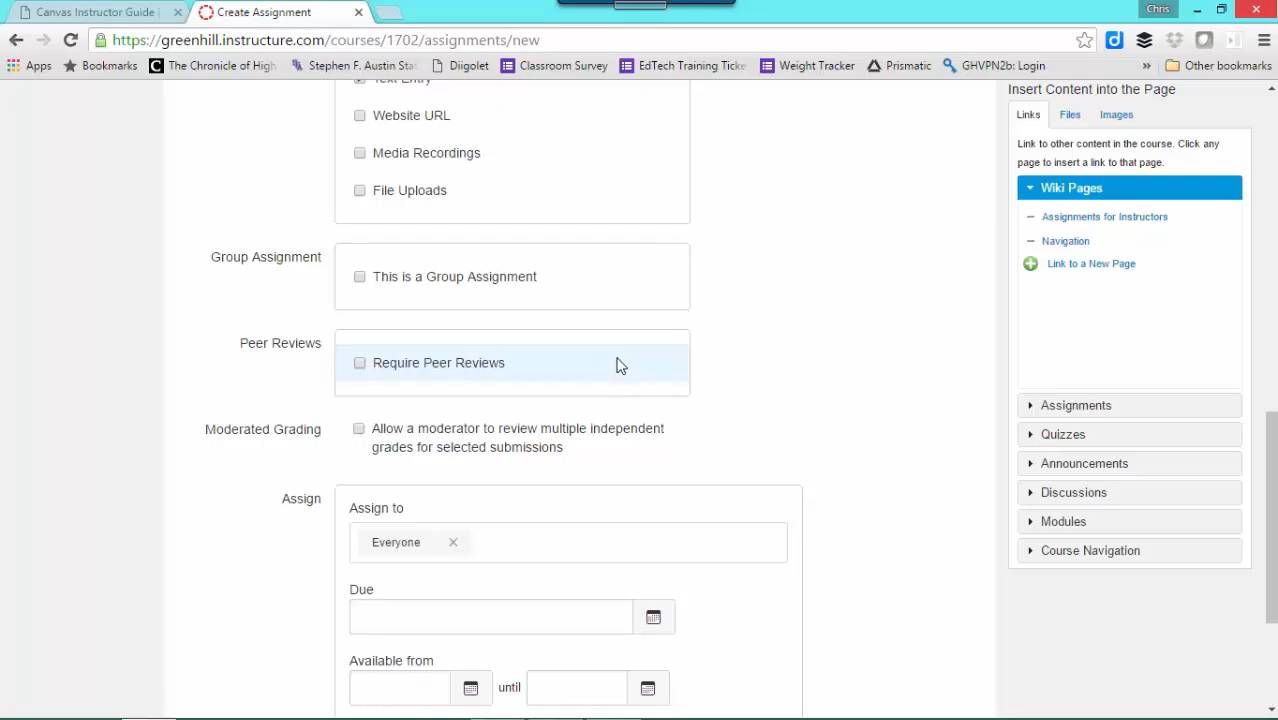 Canvas Instructor Guide
Create Assignment
Chris
https://greenhill.instructure.com/courses/1702/assignments/new
Apps
Bookmarks
The Chronicle of High
Stephen F. Austin Sta
Diigolet
Classroom Survey
EdTech Training Ticke
Weight Tracker
Prismatic
GHVPN2b: Login
Other bookmarks
Text Entry
Website URL
Media Recordings
File Uploads
Group Assignment
This is a Group Assignment
Peer Reviews
Require Peer Reviews
Moderated Grading
Allow a moderator to review multiple independent
grades for selected submissions
Assign
Assign to
Everyone
Due
Available from
until
Insert Content into the Page
Links
Files
Images
Link to other content in the course. Click any
page to insert a link to that page.
Wiki Pages
Assignments for Instructors
Navigation
Link to a New Page
Assignments
Quizzes
Announcements
Discussions
Modules
Course Navigation